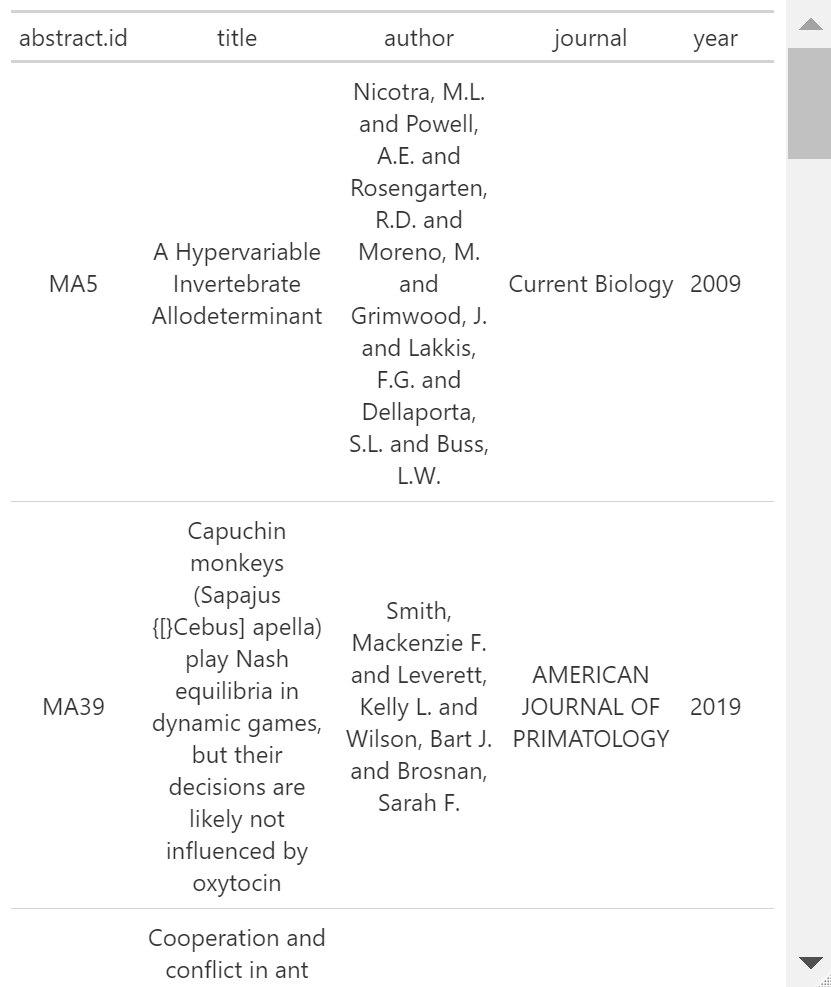 abstract.id title author journal year
MA5
A Hypervariable
Invertebrate
Allodeterminant
Nicotra, M.L.
and Powell,
A.E. and
Rosengarten,
R.D. and
Moreno, M.
and
Grimwood, J.
and Lakkis,
F.G. and
Dellaporta,
S.L. and Buss,
L.W.
Current Biology
2009
MA39
Capuchin
monkeys
(Sapajus
{[}Cebus] apella)
play Nash
equilibria in
dynamic games,
but their
decisions are
likely not
influenced by
oxytocin
Smith,
Mackenzie F.
and Leverett,
Kelly L. and
Wilson, Bart J.
and Brosnan,
Sarah F.
AMERICAN
JOURNAL OF
PRIMATOLOGY
2019
Cooperation and
conflict in ant